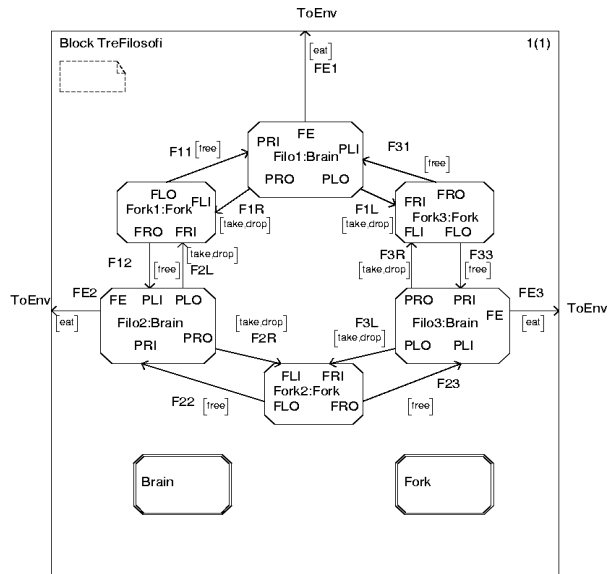 ToEnv
Block TreFilosofi
1(1)
[eat]
FE1
F11 [free]
PRI FE PLI
Filo1:Brain
PRO PLO
F31
[free]
FLO
FLI
Fork1:Fork
FRO FRI
F1R
[take,drop]
F1L
[take,drop]
FRO
FRI
Fork3:Fork
FLI FLO
F12
[free]
[take,drop]
F2L
F3R
[take,drop]
F33
[free]
ToEnv
FE2
[eat]
FE PLI PLO
Filo2:Brain
PRO
PRI
PRO PRI
FE
Filo3:Brain
PLO PLI
FE3
[eat]
ToEnv
[take,drop]
F2R
F3L
[take,drop]
FLI FRI
Fork2:Fork
FLO FRO
F22 [free]
F23
[free]
Brain
Fork